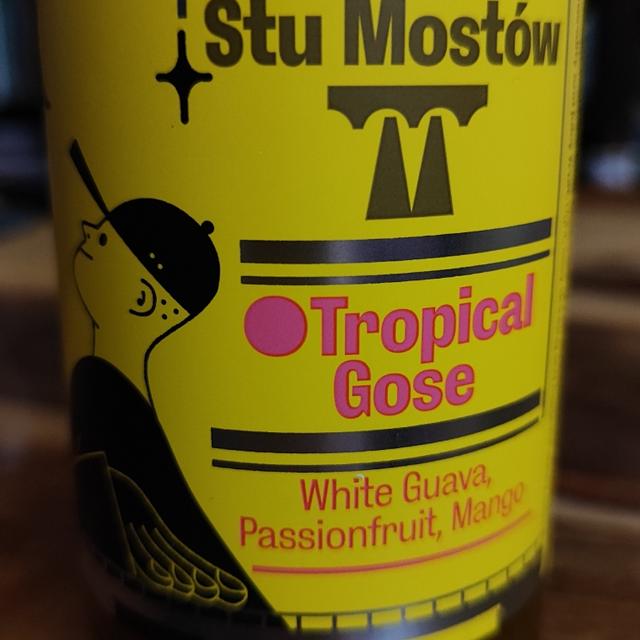 Stu Mostów
Tropical
Gose
White Guava,
Passionfruit, Mango